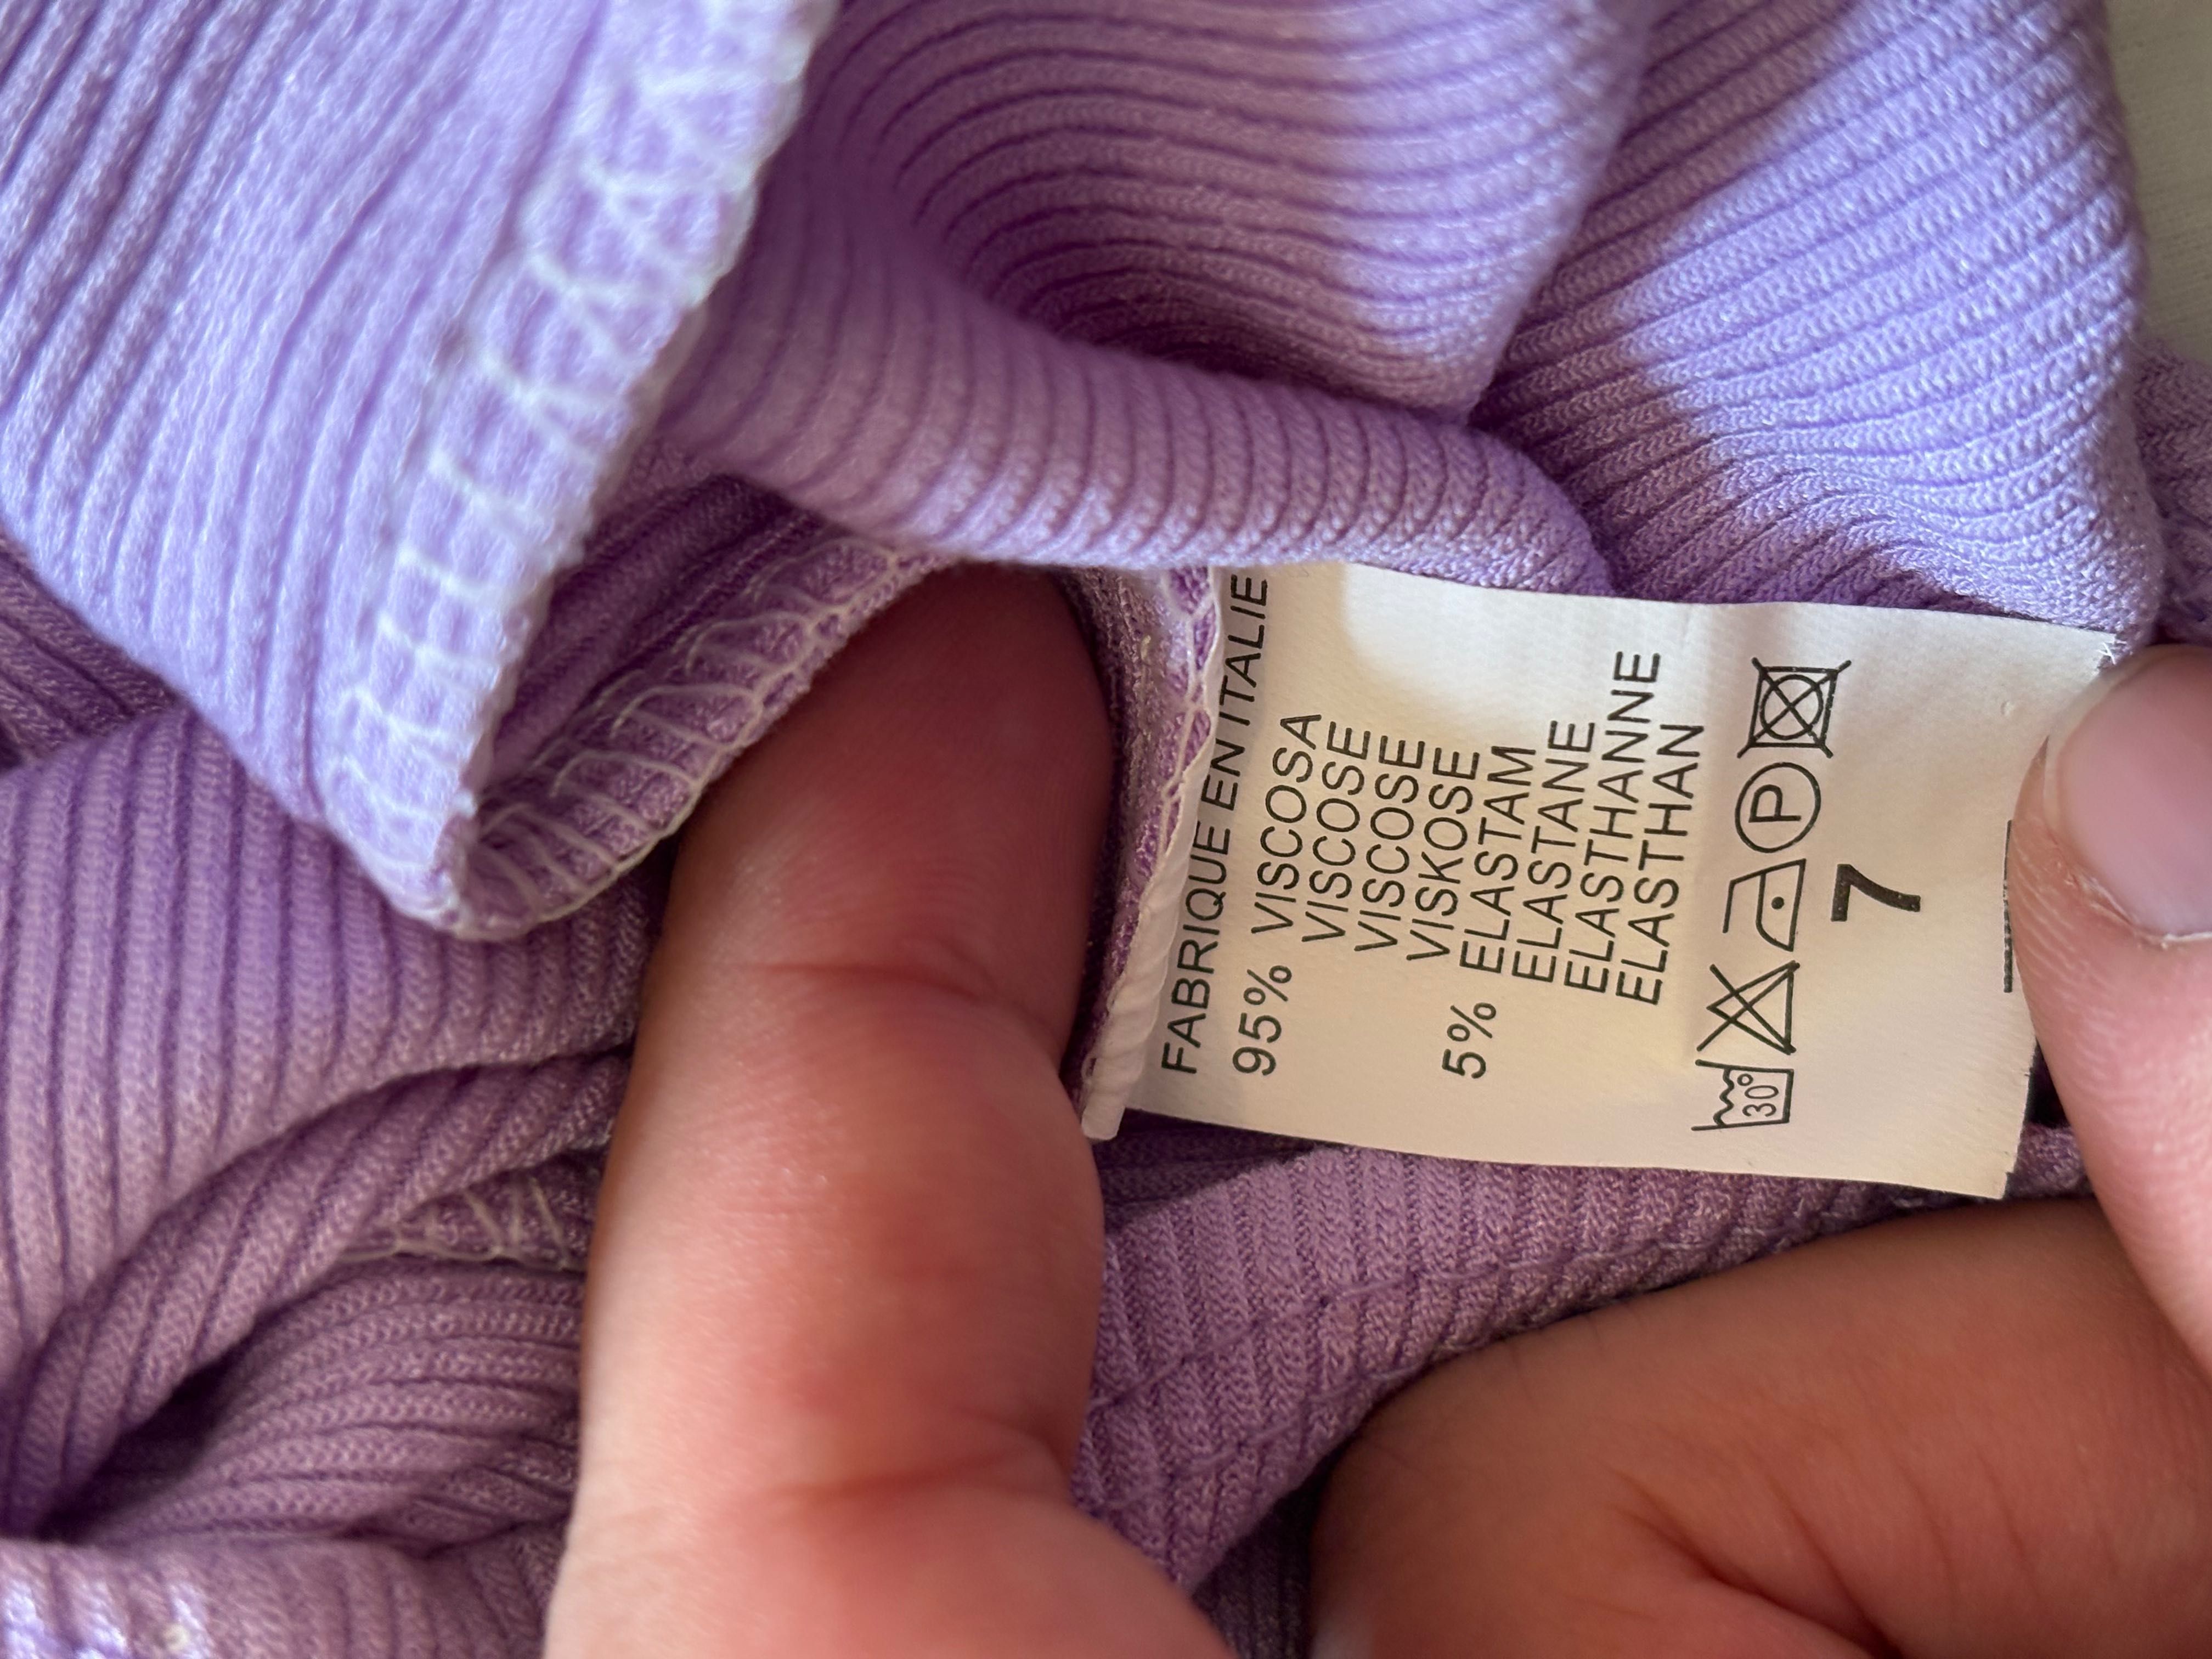 FABRIQUE EN ITALIE
95% VISCOSA
VISCOSE
VISCOSE
VISKOSE
5% ELASTAM
ELASTANE
ELASTHANNE
ELASTHAN
30° P
7